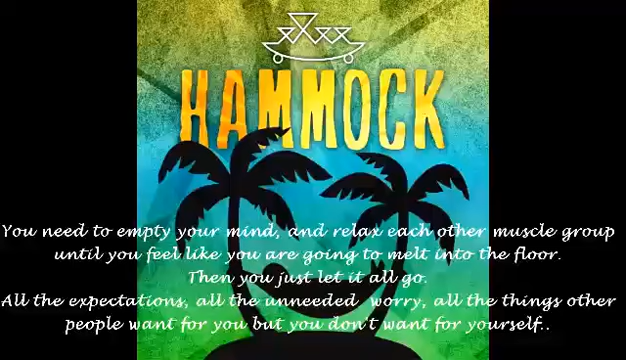 HAMMOCK
You need to empty your mind, and relax each other muscle group
until you feel like you are going to melt into the floor.
Then you just let it all go.
All the expectations, all the unneeded worry, all the things other
people want for you but you don't want for yourself..